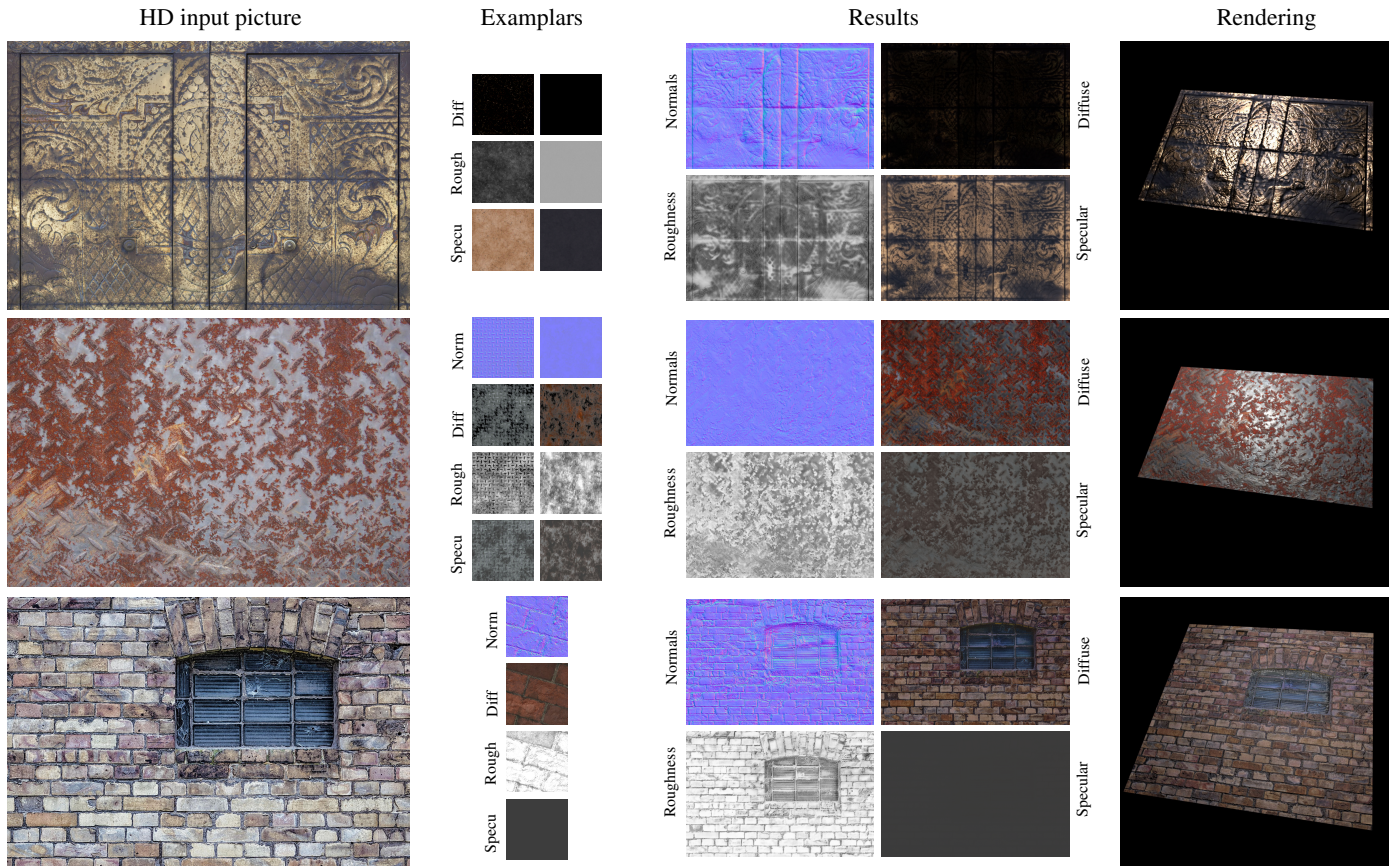 HD input picture
Examplars
Results
Rendering
Diff
Rough
Specu
Normals
Diffuse
Roughness
Specular
Norm
Diff
Rough
Specu
Normals
Diffuse
Roughness
Specular
Norm
Diff
Rough
Specu
Normals
Diffuse
Roughness
Specular